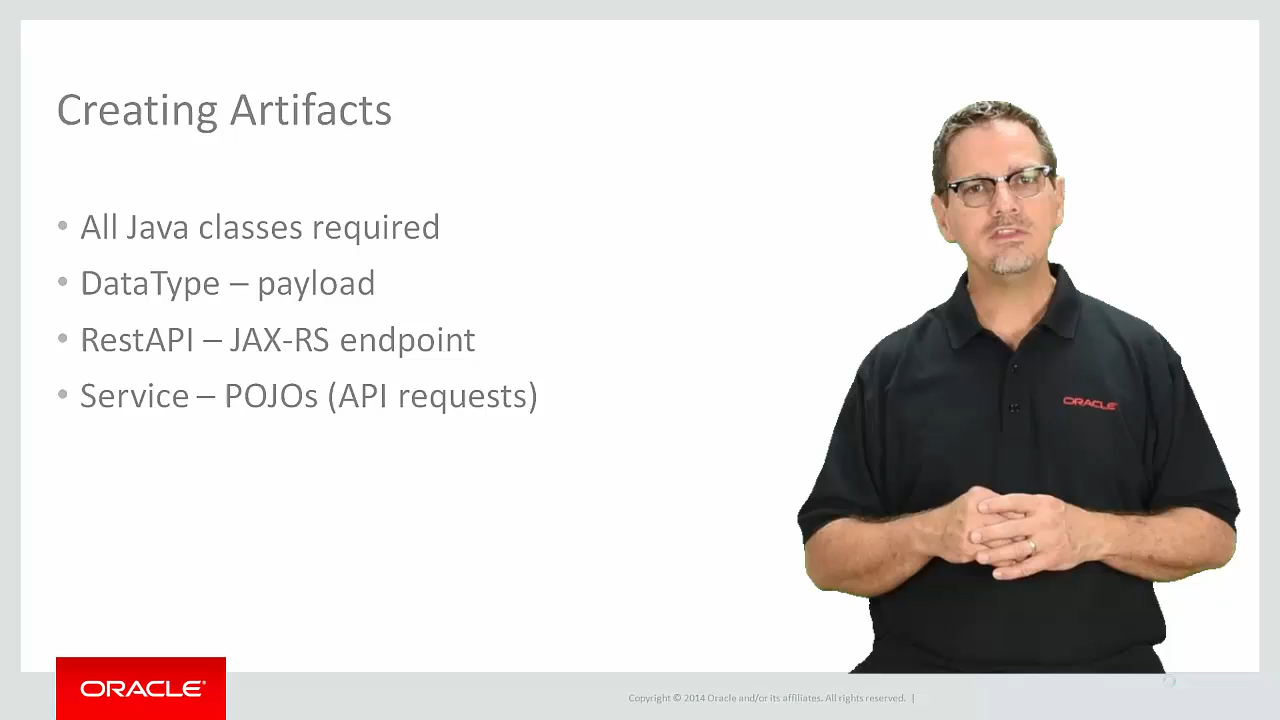 Creating Artifacts
• All Java classes required
• DataType – payload
• RestAPI – JAX-RS endpoint
• Service – POJOs (API requests)
ORACLE
ORACLE®
Copyright © 2014 Oracle and/or its affiliates. All rights reserved. |